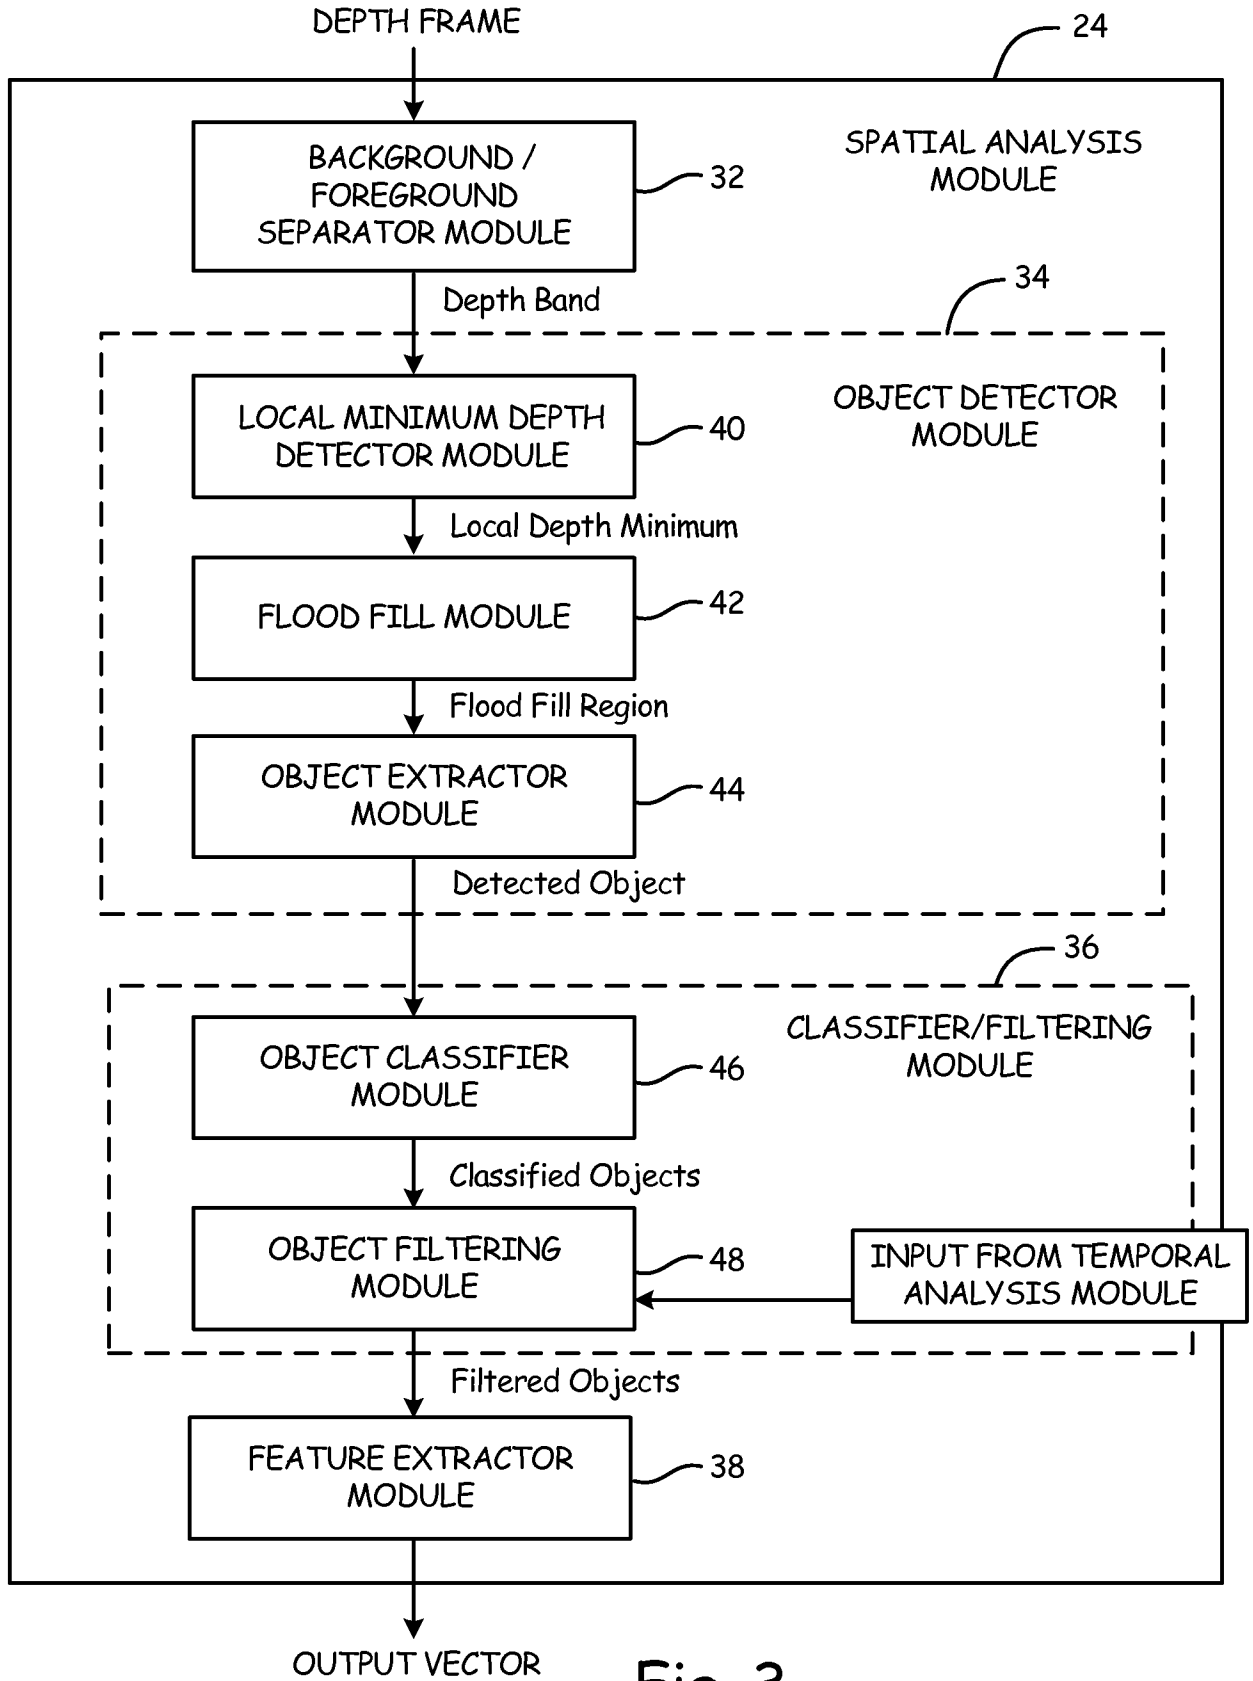 DEPTH FRAME
24
SPATIAL ANALYSIS
MODULE
BACKGROUND /
FOREGROUND
SEPARATOR MODULE
32
Depth Band
34
OBJECT DETECTOR
MODULE
LOCAL MINIMUM DEPTH
DETECTOR MODULE
40
Local Depth Minimum
FLOOD FILL MODULE
42
Flood Fill Region
OBJECT EXTRACTOR
MODULE
44
Detected Object
36
CLASSIFIER/FILTERING
MODULE
OBJECT CLASSIFIER
MODULE
46
Classified Objects
OBJECT FILTERING
MODULE
48
INPUT FROM TEMPORAL
ANALYSIS MODULE
Filtered Objects
FEATURE EXTRACTOR
MODULE
38
OUTPUT VECTOR
Fig.